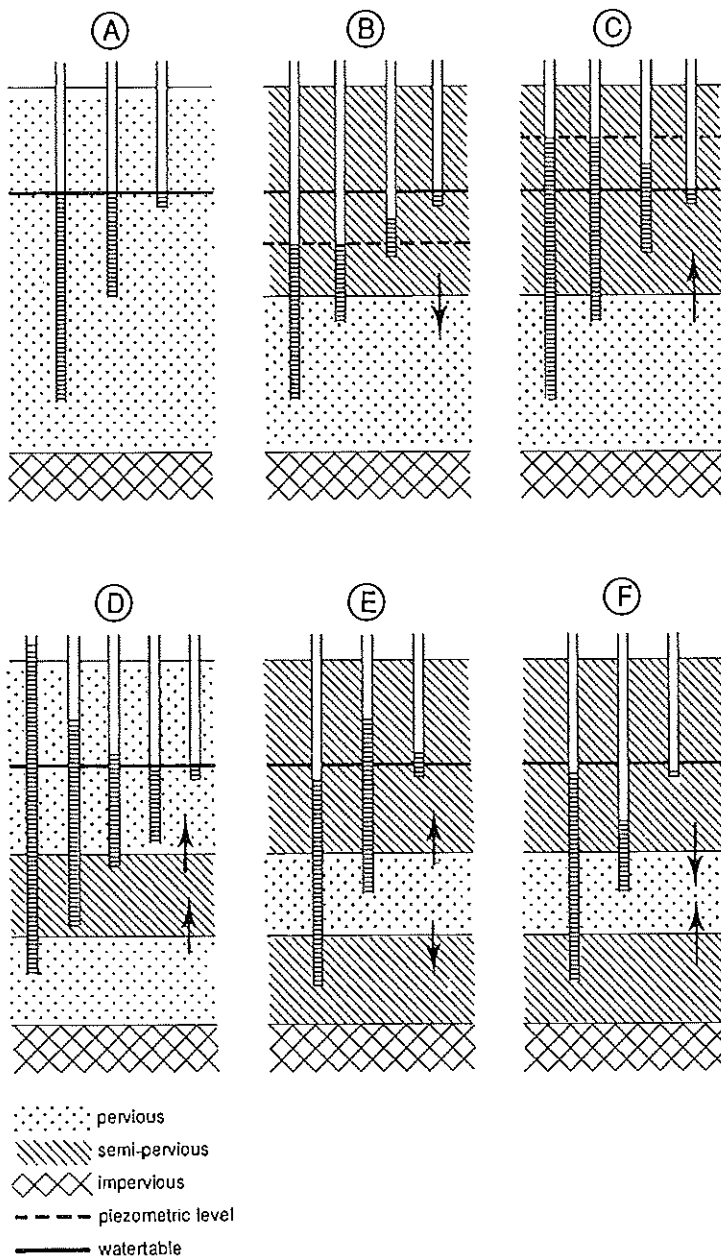 A B C
D E F
pervious
semi-pervious
impervious
piezometric level
watertable